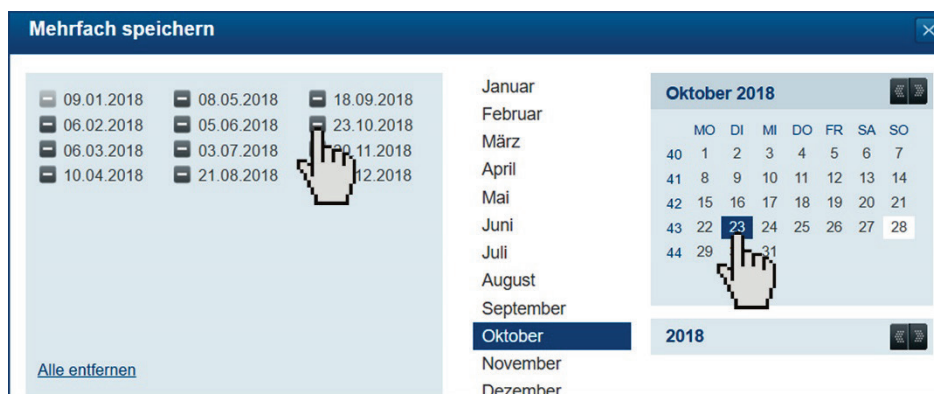 Mehrfach speichern
09.01.2018 08.05.2018 18.09.2018
06.02.2018 05.06.2018 23.10.2018
06.03.2018 03.07.2018 11.2018
10.04.2018 21.08.2018 12.2018
Alle entfernen
Januar
Februar
März
April
Mai
Juni
Juli
August
September
Oktober
November
Dezember
Oktober 2018
MO DI MI DO FR SA SO
40 1 2 3 4 5 6 7
41 8 9 10 11 12 13 14
42 15 16 17 18 19 20 21
43 22 23 24 25 26 27 28
44 29 31
2018